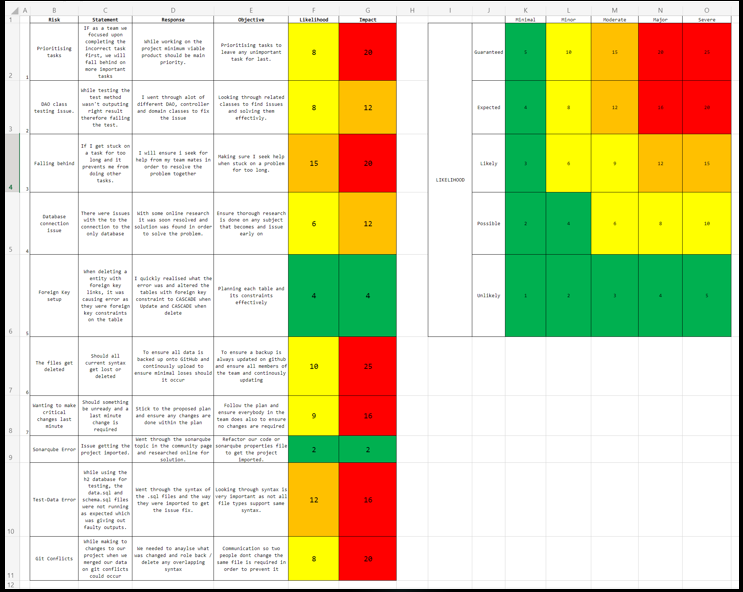 A B C D E F G H I J K L M N O
1 Risk Statement Response Objective Likelihood Impact Minimal Minor Moderate Major Severe
Prioritising
tasks
If as a team we
focused upon
completing the
incorrect task
first, we will
fall behind on
more important
tasks
While working on the
project minimum viable
product should be main
priority.
Prioritising tasks to
leave any unimportant
task for last.
8
20
2
1
DAO class
testing Issue.
While testing the
test method
wasn't outputing
right result
therefore failing
the test.
I went through alot of
different DAO, controller
and domain classes to fix
the issue
Looking through related
classes to find issues
and solving them
effectivly.
8
12
3
2
Falling behind
If I get stuck on
a task for too
long and it
prevents me from
doing other
tasks.
I will ensure i seek for
help from my team mates in
order to resolve the
problem together
Making sure I seek help
when stuck on a problem
for too long.
15
20
4
3
Database
connection
issue
There were issues
with the to the
connection to the
only database
With some online research
it was soon resolved and
solution was found in order
to solve the problem.
Ensure thorough research
is done on any subject
that becomes and issue
early on
6
12
5
4
Foreign Key
setup
When deleting a
entity with
foreign key
links, it was
causing error as
they were foreign
key constraints
on the table
I quickly realised what the
error was and altered the
tables with foreign key
constraint to CASCADE when
Update and CASCADE when
delete
Planning each table and
its constraints
effectively
4
4
6
5
The files get
deleted
Should all
current syntax
get lost or
deleted
To ensure all data is
backed up onto GitHub and
continously upload to
ensure minimal loses should
it occur
To ensure a backup is
always updated on github
and ensure all members of
the team and continously
updating
10
25
7
6
Wanting to make
critical
changes last
minute
Should something
be unready and a
last minute
change is
required
Stick to the proposed plan
and ensure any changes are
done within the plan
Follow the plan and
ensure everybody in the
team does also to ensure
no changes are required
9
16
8
7
Sonarqube Error
Issue getting the
project imported.
Went through the sonarqube
topic in the community page
and researched online for
solution.
Refactor our code or
sonarqube properties file
to get the project
imported.
2
2
9
Test-Data Error
While using the
h2 database for
testing, the
data.sql and
schema.sql files
were not running
as expected which
was giving out
faulty outputs.
Went through the syntax of
the .sql files and the way
they were imported to get
the issue fix.
Looking through syntax is
very important as not all
file types support same
syntax.
12
16
10
Git Conflicts
While making to
changes to our
project when we
merged our data
on git conflicts
could occur
We needed to anaylse what
was changed and role back /
delete any overlapping
syntax
Communication so two
people dont change the
same file is required in
order to prevent it
8
20
11
12
LIKELIHOOD
Guaranteed 5 10 15 20 25
Expected 4 8 12 16 20
Likely 3 6 9 12 15
Possible 2 4 6 8 10
Unlikely 1 2 3 4 5